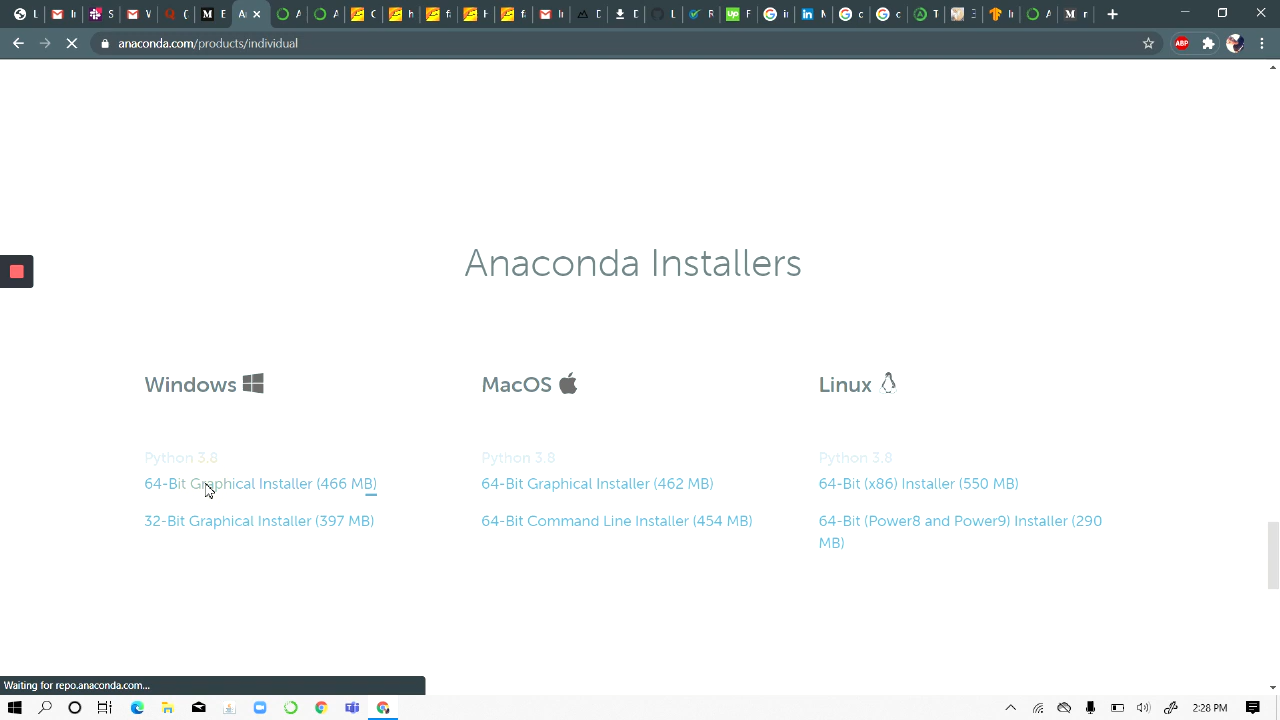 anaconda.com/products/individual
ABP
Anaconda Installers
Windows
MacOS
Linux
Python 3.8
Python 3.8
Python 3.8
64-Bit Graphical Installer (466 MB)
64-Bit Graphical Installer (462 MB)
64-Bit (x86) Installer (550 MB)
32-Bit Graphical Installer (397 MB)
64-Bit Command Line Installer (454 MB)
64-Bit (Power8 and Power9) Installer (290
MB)
Waiting for repo.anaconda.com...
2:28 PM